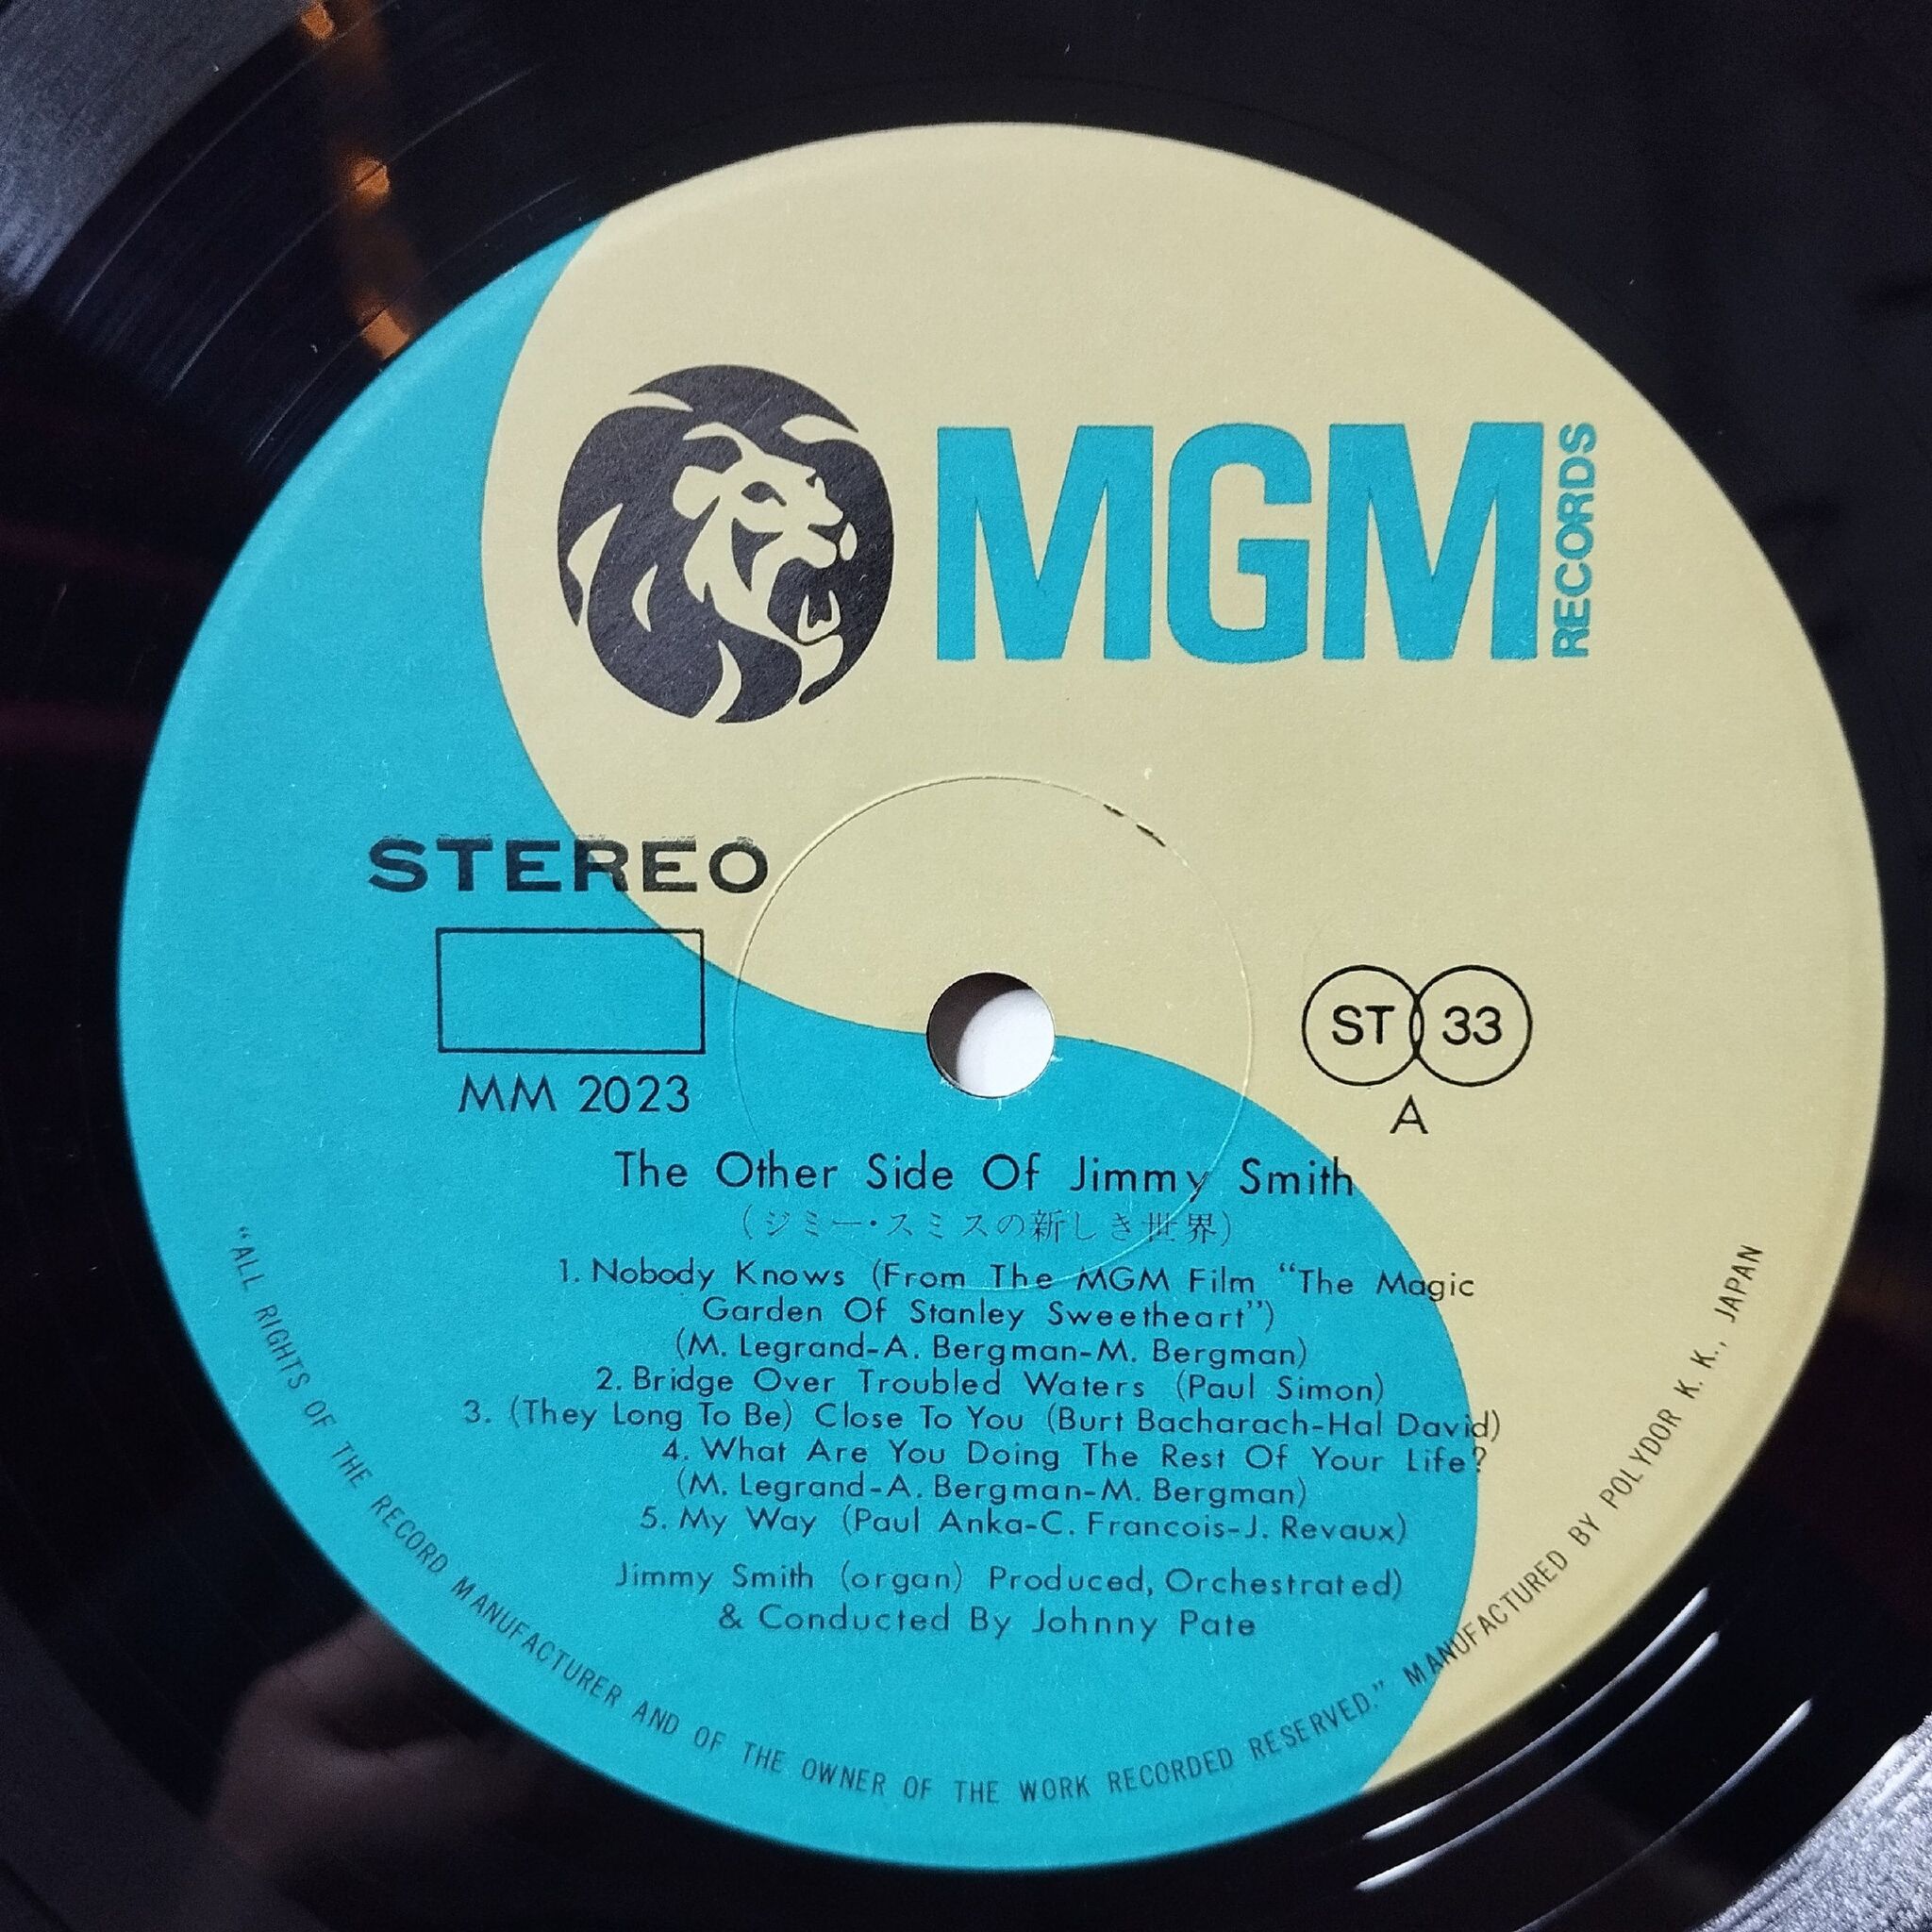 MGM RECORDS
STEREO
ST 33
MM 2023
A
The Other Side Of Jimmy Smith
(ジミー・スミスの新しき世界)
1. Nobody Knows (From The MGM Film “The Magic
Garden Of Stanley Sweetheart”)
(M. Legrand-A. Bergman-M. Bergman)
2. Bridge Over Troubled Waters (Paul Simon)
3. (They Long To Be) Close To You (Burt Bacharach-Hal David)
4. What Are You Doing The Rest Of Your Life?
(M. Legrand-A. Bergman-M. Bergman)
5. My Way (Paul Anka-C. Francois-J. Revaux)
Jimmy Smith (organ) Produced, Orchestrated)
& Conducted By Johnny Pate
“ALL RIGHTS OF THE RECORD MANUFACTURER AND OF THE OWNER OF THE WORK RECORDED RESERVED.” MANUFACTURED BY POLYDOR K. K., JAPAN